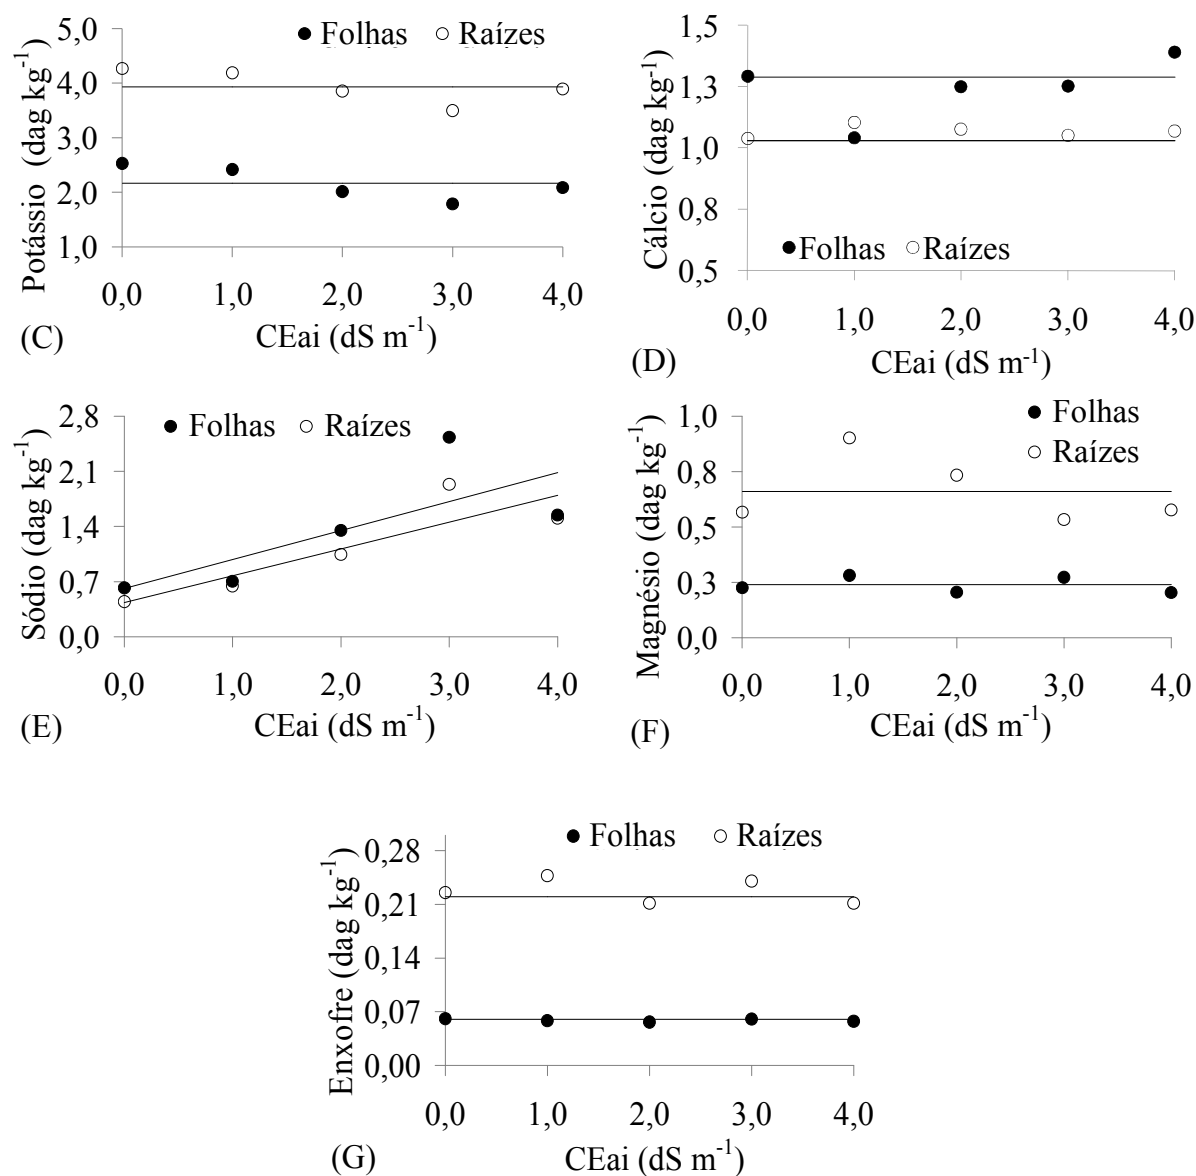 Folhas Raízes
Potássio (dag kg-1)
5,0
4,0
3,0
2,0
1,0
0,0 1,0 2,0 3,0 4,0
CEai (dS m-1)
(C)
Cálcio (dag kg-1)
1,5
1,3
1,0
0,8
0,5
Folhas Raízes
0,0 1,0 2,0 3,0 4,0
CEai (dS m-1)
(D)
Folhas Raízes
Sódio (dag kg-1)
2,8
2,1
1,4
0,7
0,0
0,0 1,0 2,0 3,0 4,0
CEai (dS m-1)
(E)
Folhas
Raízes
Magnésio (dag kg-1)
1,0
0,8
0,5
0,3
0,0
0,0 1,0 2,0 3,0 4,0
CEai (dS m-1)
(F)
Folhas Raízes
Enxofre (dag kg-1)
0,28
0,21
0,14
0,07
0,00
0,0 1,0 2,0 3,0 4,0
CEai (dS m-1)
(G)